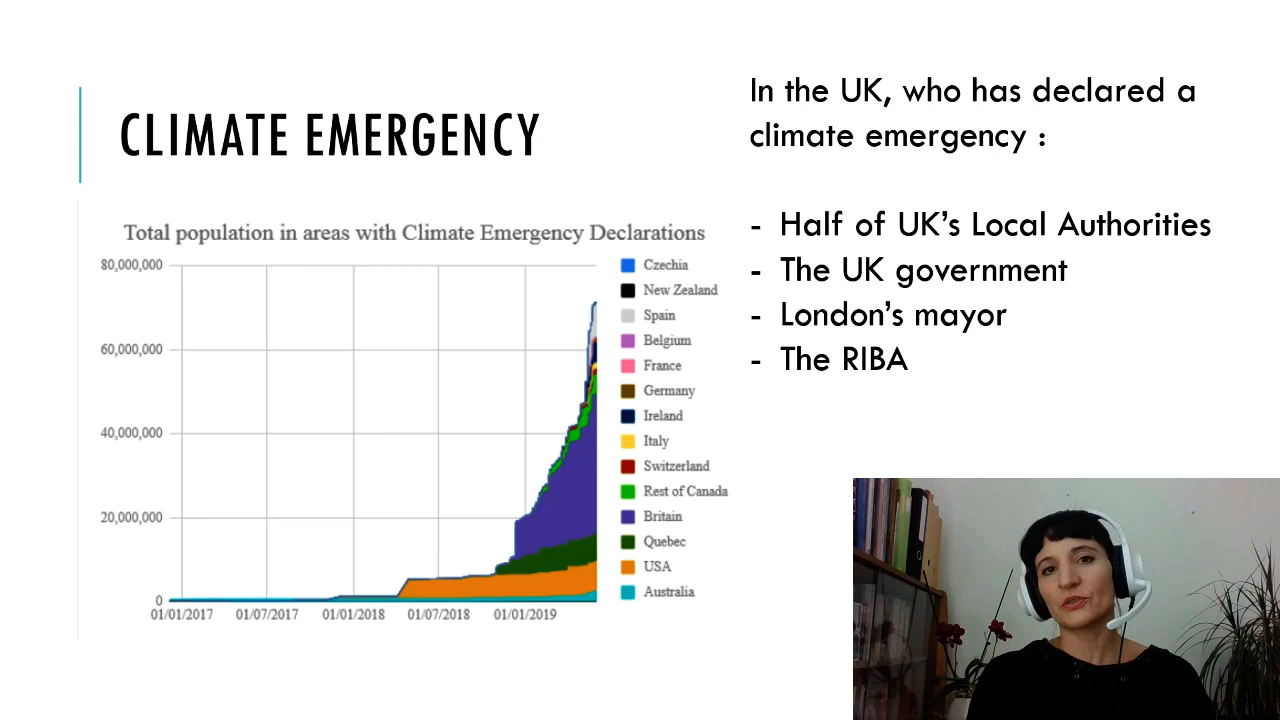 CLIMATE EMERGENCY
In the UK, who has declared a
climate emergency :
- Half of UK’s Local Authorities
- The UK government
- London’s mayor
- The RIBA
Total population in areas with Climate Emergency Declarations
80,000,000
60,000,000
40,000,000
20,000,000
0
01/01/2017 01/07/2017 01/01/2018 01/07/2018 01/01/2019
Czechia
New Zealand
Spain
Belgium
France
Germany
Ireland
Italy
Switzerland
Rest of Canada
Britain
Quebec
USA
Australia